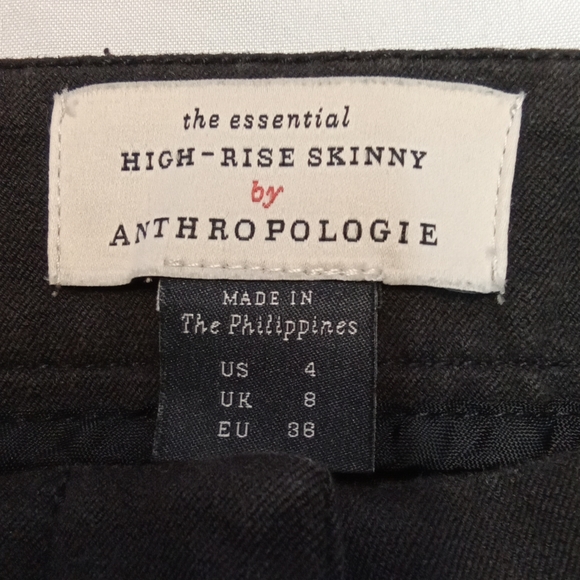 the essential
HIGH-RISE SKINNY
by
ANTHROPOLOGIE
MADE IN
The Philippines
US 4
UK 8
EU 36